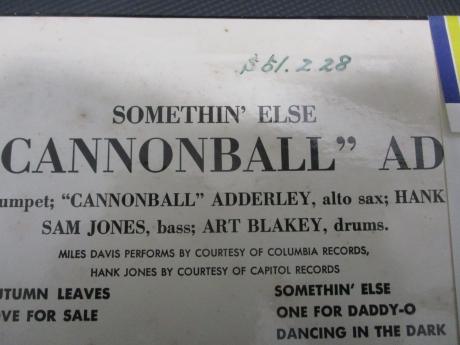 S51.2.28
SOMETHIN' ELSE
"CANNONBALL" AD
umpet; "CANNONBALL" ADDERLEY, alto sax; HANK
SAM JONES, bass; ART BLAKEY, drums.
MILES DAVIS PERFORMS BY COURTESY OF COLUMBIA RECORDS,
HANK JONES BY COURTESY OF CAPITOL RECORDS
UTUMN LEAVES
SOMETHIN' ELSE
VE FOR SALE
ONE FOR DADDY-O
DANCING IN THE DARK